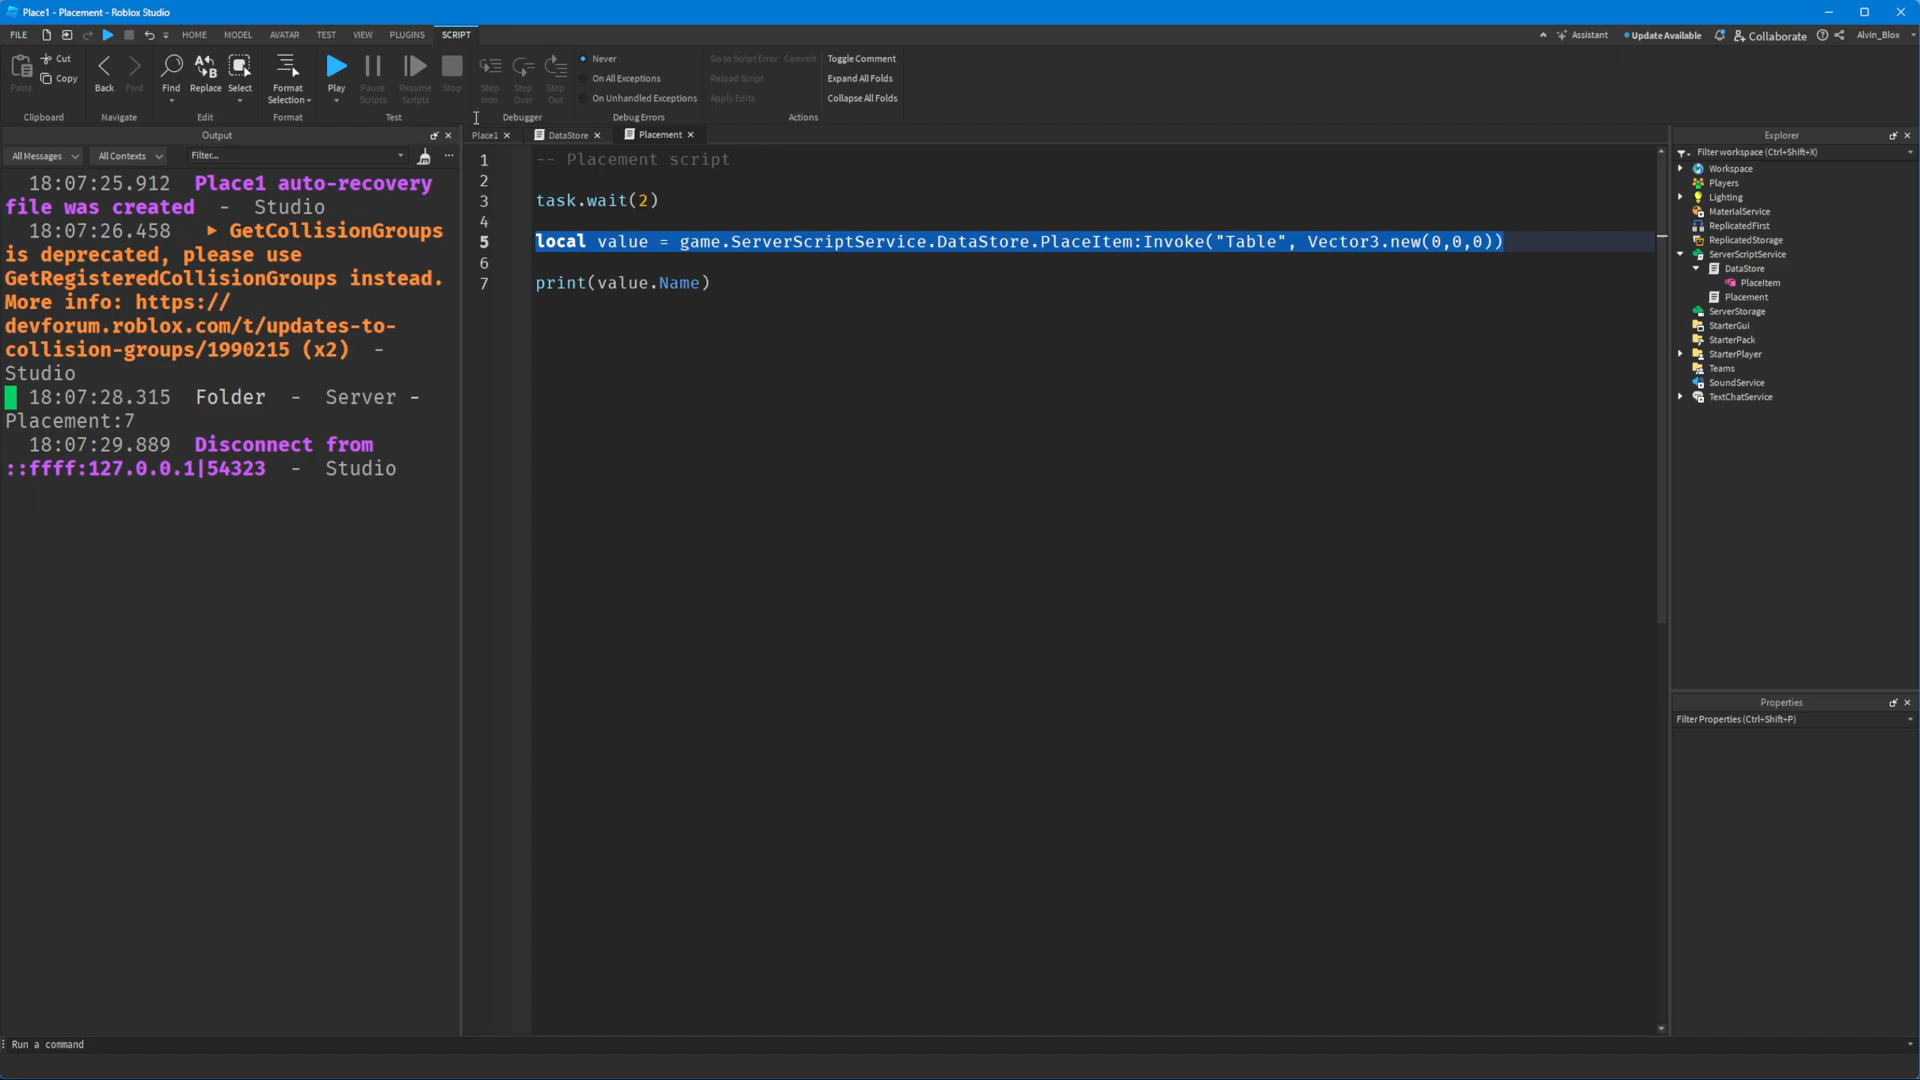 Place1 - Placement - Roblox Studio
FILE HOME MODEL AVATAR TEST VIEW PLUGINS SCRIPT
Assistant Update Available Collaborate Alvin_Blox
Paste Cut Copy
Clipboard
Back Fwd
Navigate
Find Replace Select
Edit
Format Selection
Format
Play Pause Scripts Resume Scripts Stop
Test
Step Into Step Over Step Out
Debugger
Never
On All Exceptions
On Unhandled Exceptions
Debug Errors
Go to Script Error Commit
Reload Script
Apply Edits
Toggle Comment
Expand All Folds
Collapse All Folds
Actions
Output
All Messages All Contexts Filter...
18:07:25.912 Place1 auto-recovery
file was created - Studio
18:07:26.458 GetCollisionGroups
is deprecated, please use
GetRegisteredCollisionGroups instead.
More info: https://
devforum.roblox.com/t/updates-to-
collision-groups/1990215 (x2) -
Studio
18:07:28.315 Folder - Server -
Placement:7
18:07:29.889 Disconnect from
::ffff:127.0.0.1|54323 - Studio
Place1 DataStore Placement
1 -- Placement script
2
3 task.wait(2)
4
5 local value = game.ServerScriptService.DataStore.PlaceItem:Invoke("Table", Vector3.new(0,0,0))
6
7 print(value.Name)
Explorer
Filter workspace (Ctrl+Shift+X)
Workspace
Players
Lighting
MaterialService
ReplicatedFirst
ReplicatedStorage
ServerScriptService
DataStore
PlaceItem
Placement
ServerStorage
StarterGui
StarterPack
StarterPlayer
Teams
SoundService
TextChatService
Properties
Filter Properties (Ctrl+Shift+P)
Run a command